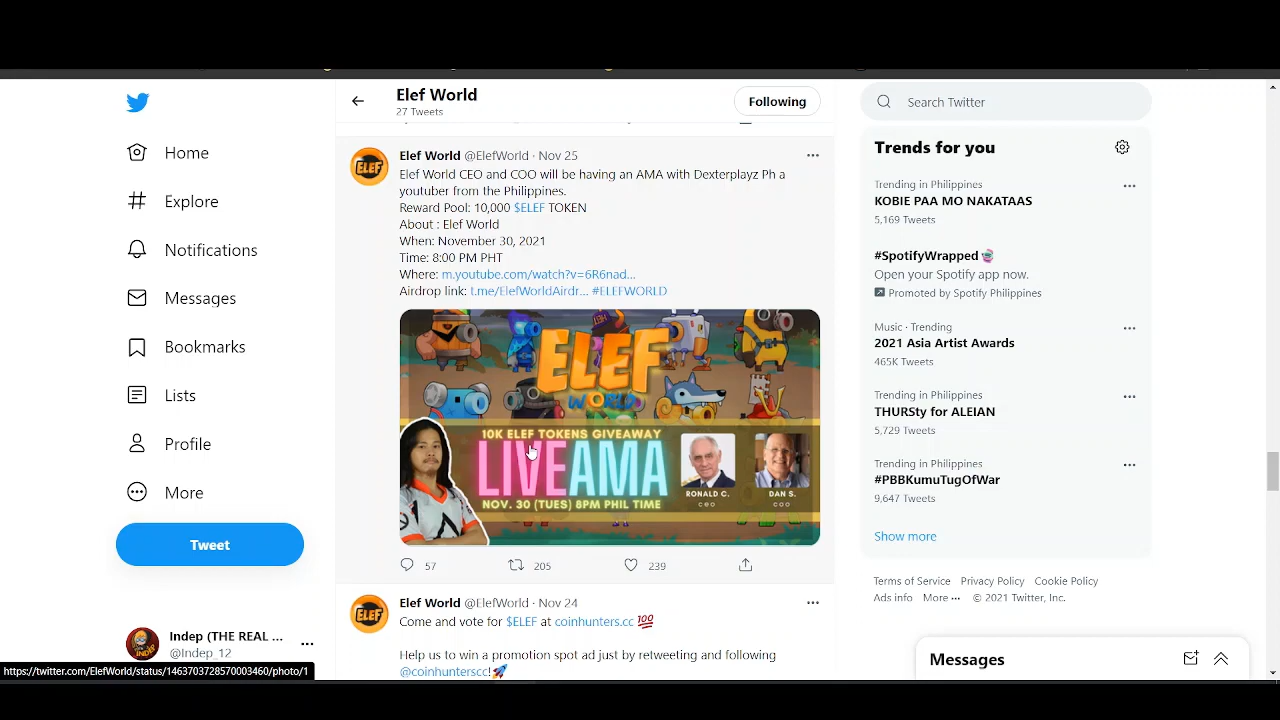 Home
Explore
Notifications
Messages
Bookmarks
Lists
Profile
More
Tweet
Indep (THE REAL ...
@Indep_12
https://twitter.com/ElefWorld/status/1463703728570003460/photo/1
Elef World
27 Tweets
Following
ELEF
Elef World @ElefWorld · Nov 25
Elef World CEO and COO will be having an AMA with Dexterplayz Ph a
youtuber from the Philippines.
Reward Pool: 10,000 $ELEF TOKEN
About : Elef World
When: November 30, 2021
Time: 8:00 PM PHT
Where: m.youtube.com/watch?v=6R6nad...
Airdrop link: t.me/ElefWorldAirdr... #ELEFWORLD
ELEF
WORLD
10K ELEF TOKENS GIVEAWAY
LIVE AMA
NOV. 30 (TUES) 8PM PHIL TIME
RONALD C.
CEO
DAN S.
COO
57 205 239
ELEF
Elef World @ElefWorld · Nov 24
Come and vote for $ELEF at coinhunters.cc 💯
Help us to win a promotion spot ad just by retweeting and following
@coinhunterscc!🚀
Search Twitter
Trends for you
Trending in Philippines
KOBIE PAA MO NAKATAAS
5,169 Tweets
#SpotifyWrapped
Open your Spotify app now.
Promoted by Spotify Philippines
Music · Trending
2021 Asia Artist Awards
465K Tweets
Trending in Philippines
THURSty for ALEIAN
5,729 Tweets
Trending in Philippines
#PBBKumuTugOfWar
9,647 Tweets
Show more
Terms of Service Privacy Policy Cookie Policy
Ads info More ··· © 2021 Twitter, Inc.
Messages